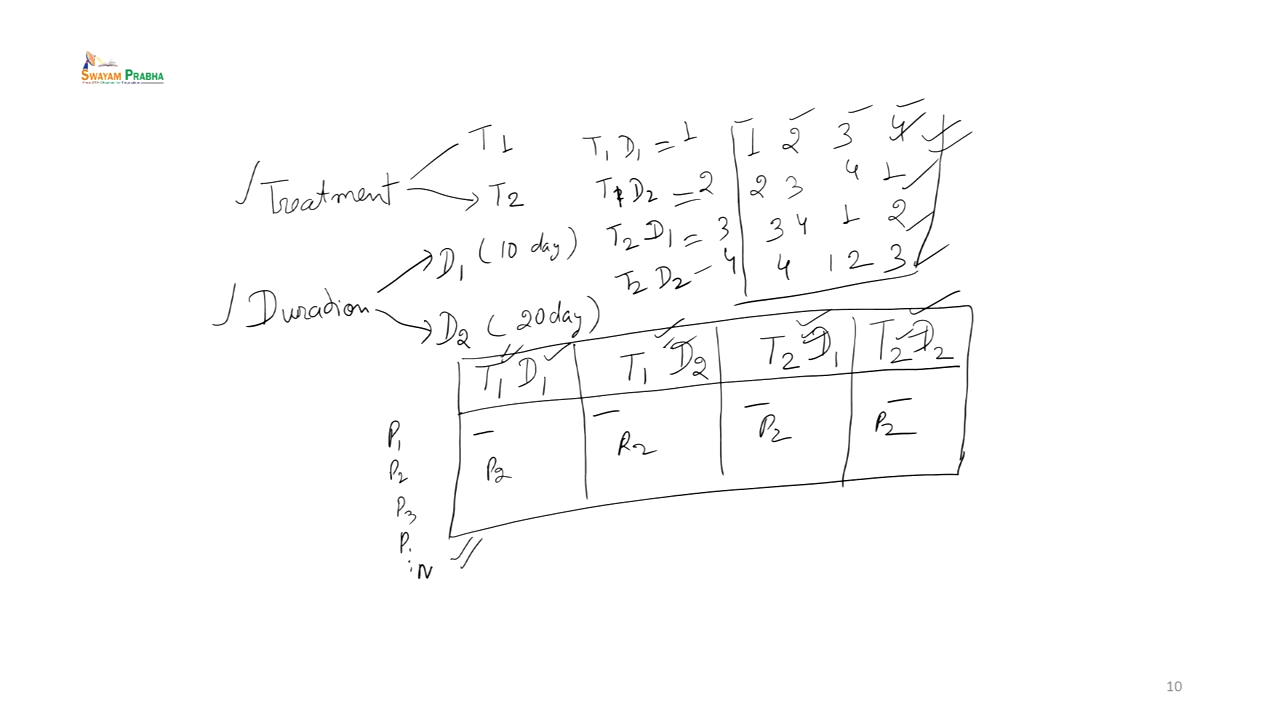 SWAYAM PRABHA
Treatment
T1
T2
Duration
D1 (10 day)
D2 (20 day)
T1 D1 = 1
T1 D2 = 2
T2 D1 = 3
T2 D2 - 4
1 2 3 4
2 3 4 1
3 4 1 2
4 1 2 3
T1 D1 T1 D2 T2 D1 T2 D2
P1
P2 P2 P2 P2 P2
P3
P.
: N
10